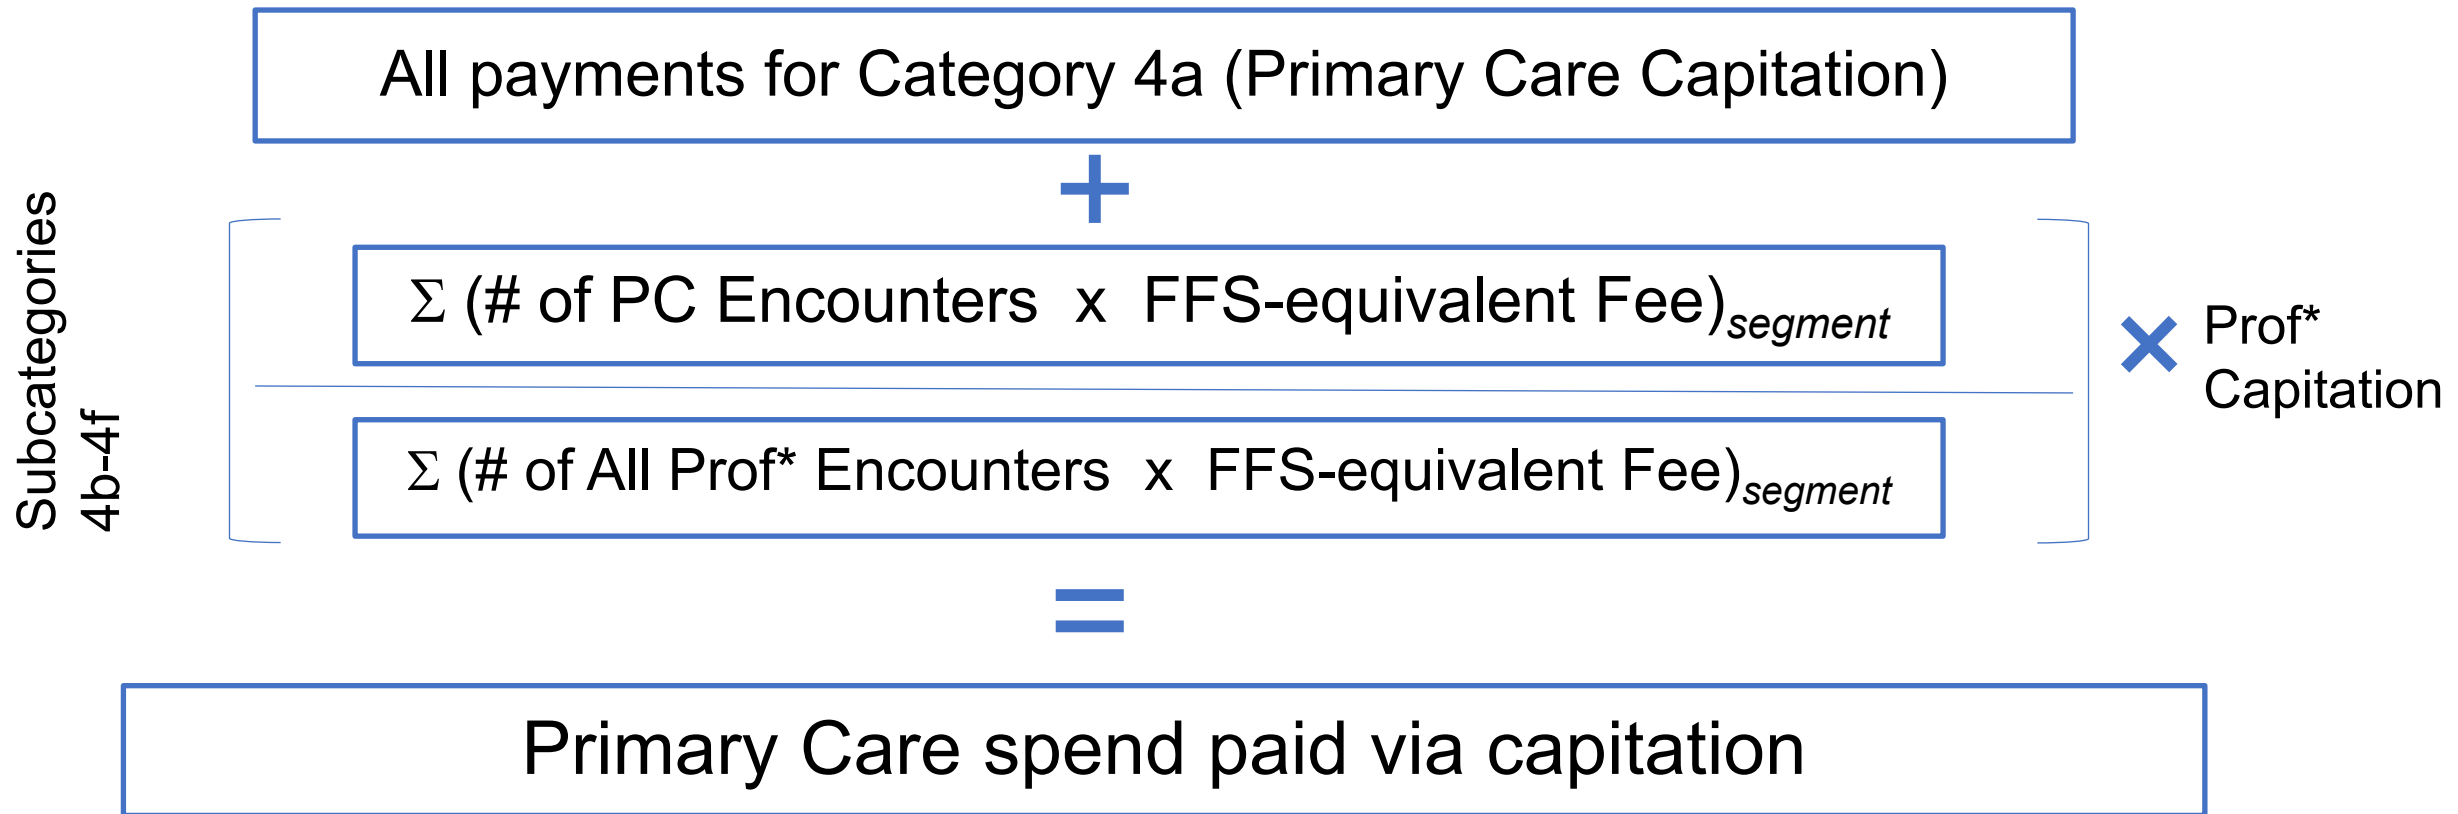 All payments for Category 4a (Primary Care Capitation)
+
Subcategories
4b-4f
Σ (# of PC Encounters x FFS-equivalent Fee)segment
Σ (# of All Prof* Encounters x FFS-equivalent Fee)segment
×
Prof*
Capitation
=
Primary Care spend paid via capitation